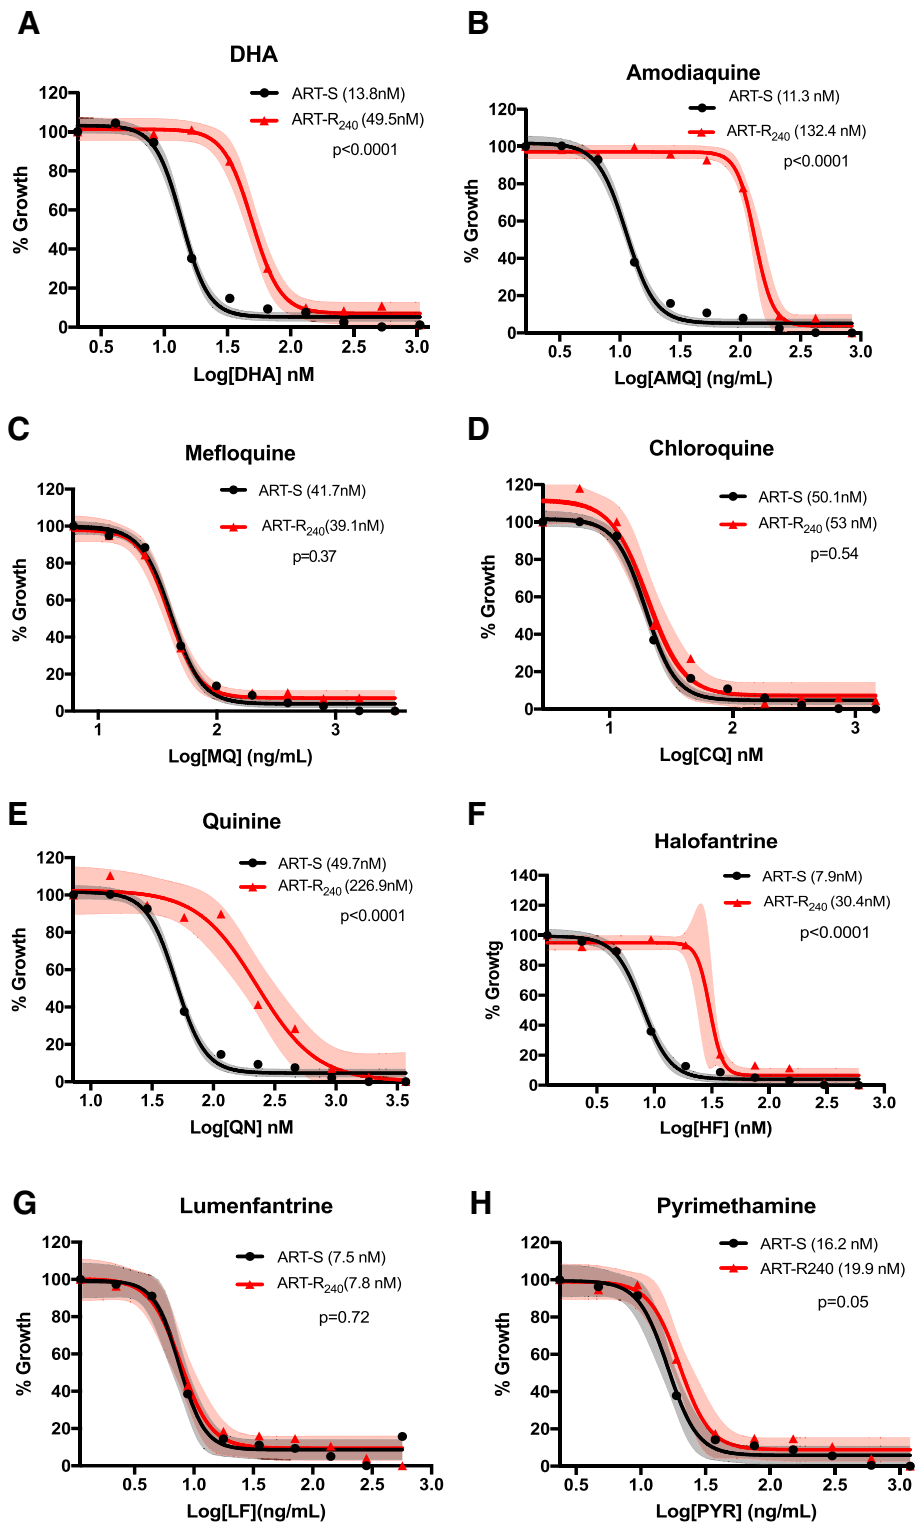 A
DHA
ART-S (13.8nM)
ART-R240 (49.5nM)
p<0.0001
120
100
80
60
40
20
0
% Growth
0.5 1.0 1.5 2.0 2.5 3.0
Log[DHA] nM
B
Amodiaquine
ART-S (11.3 nM)
ART-R240 (132.4 nM)
p<0.0001
120
100
80
60
40
20
0
% Growth
0.5 1.0 1.5 2.0 2.5 3.0
Log[AMQ] (ng/mL)
C
Mefloquine
ART-S (41.7nM)
ART-R240(39.1nM)
p=0.37
120
100
80
60
40
20
0
% Growth
1 2 3
Log[MQ] (ng/mL)
D
Chloroquine
ART-S (50.1nM)
ART-R240 (53 nM)
p=0.54
120
100
80
60
40
20
0
% Growth
1 2 3
Log[CQ] nM
E
Quinine
ART-S (49.7nM)
ART-R240 (226.9nM)
p<0.0001
120
100
80
60
40
20
0
% Growth
1.0 1.5 2.0 2.5 3.0 3.5
Log[QN] nM
F
Halofantrine
ART-S (7.9nM)
ART-R240 (30.4nM)
p<0.0001
140
120
100
80
60
40
20
0
% Growtg
0.5 1.0 1.5 2.0 2.5 3.0
Log[HF] (nM)
G
Lumenfantrine
ART-S (7.5 nM)
ART-R240(7.8 nM)
p=0.72
120
100
80
60
40
20
0
% Growth
0.5 1.0 1.5 2.0 2.5 3.0
Log[LF](ng/mL)
H
Pyrimethamine
ART-S (16.2 nM)
ART-R240 (19.9 nM)
p=0.05
120
100
80
60
40
20
0
% Growth
0.5 1.0 1.5 2.0 2.5 3.0
Log[PYR] (ng/mL)